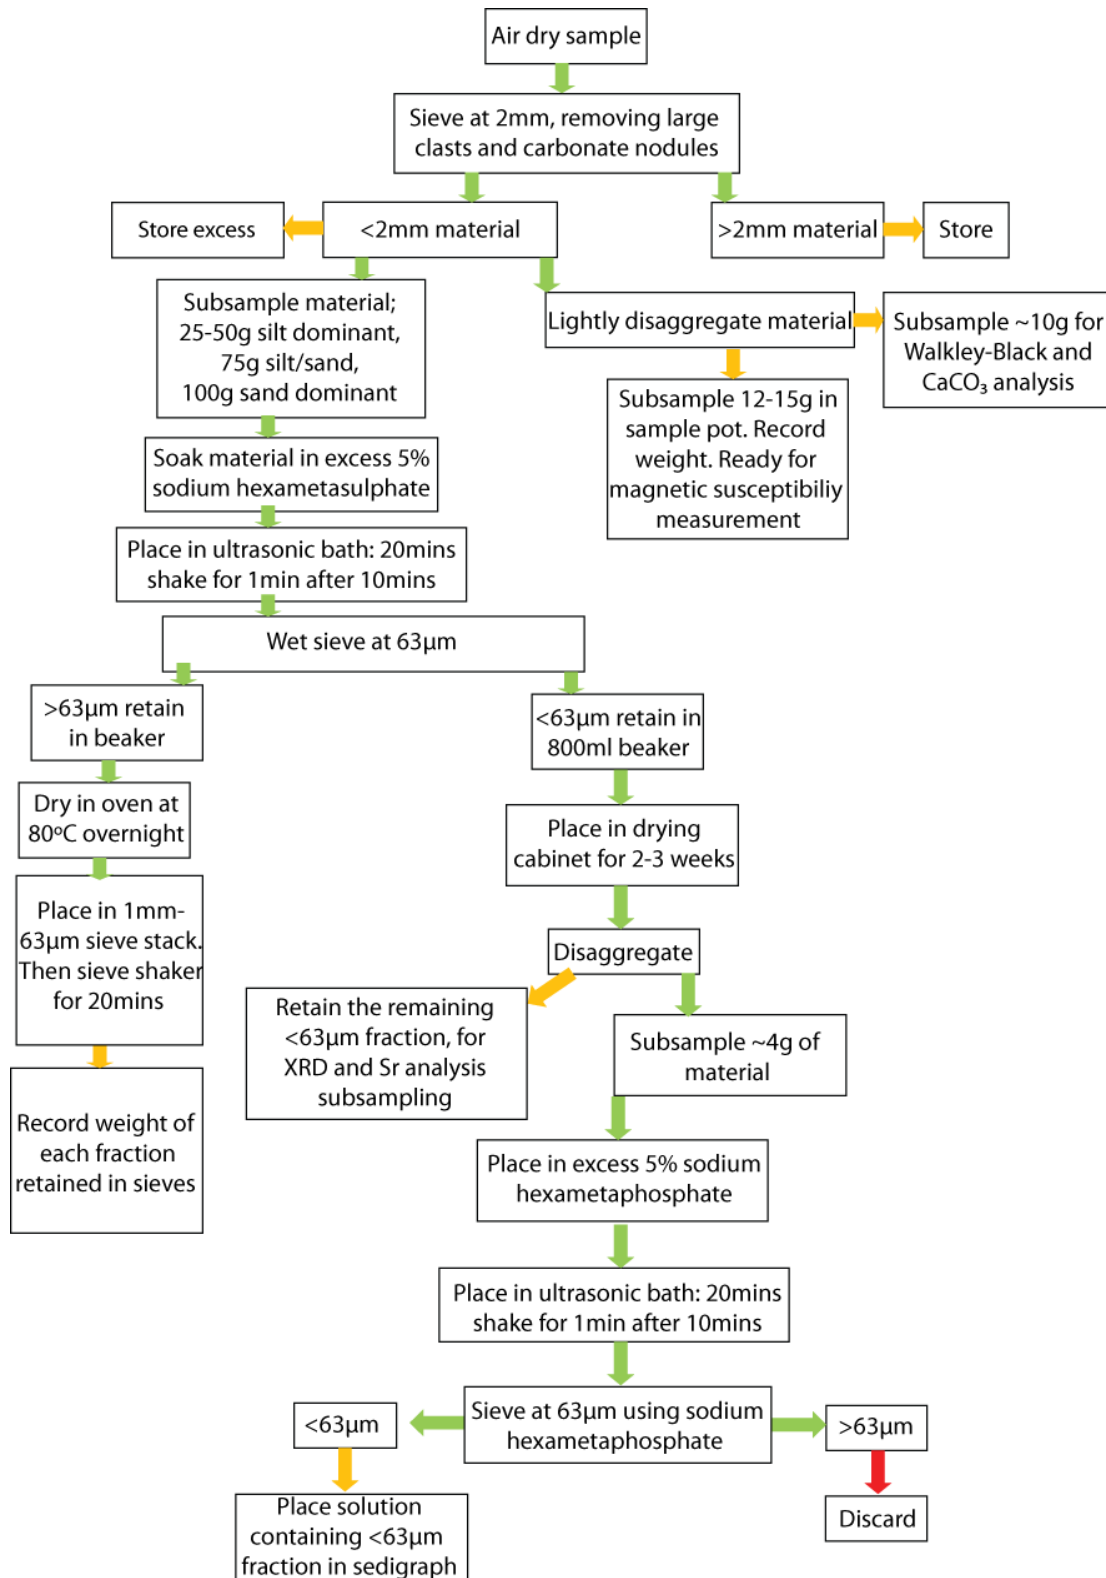 Air dry sample
Sieve at 2mm, removing large
clasts and carbonate nodules
Store excess
<2mm material
>2mm material
Store
Subsample material;
25-50g silt dominant,
75g silt/sand,
100g sand dominant
Lightly disaggregate material
Subsample ~10g for
Walkley-Black and
CaCO₃ analysis
Subsample 12-15g in
sample pot. Record
weight. Ready for
magnetic susceptibiliy
measurement
Soak material in excess 5%
sodium hexametasulphate
Place in ultrasonic bath: 20mins
shake for 1min after 10mins
Wet sieve at 63µm
>63µm retain
in beaker
<63µm retain in
800ml beaker
Dry in oven at
80ºC overnight
Place in drying
cabinet for 2-3 weeks
Place in 1mm-
63µm sieve stack.
Then sieve shaker
for 20mins
Disaggregate
Retain the remaining
<63µm fraction, for
XRD and Sr analysis
subsampling
Subsample ~4g of
material
Record weight of
each fraction
retained in sieves
Place in excess 5% sodium
hexametaphosphate
Place in ultrasonic bath: 20mins
shake for 1min after 10mins
<63µm
Sieve at 63µm using sodium
hexametaphosphate
>63µm
Place solution
containing <63µm
fraction in sedigraph
Discard